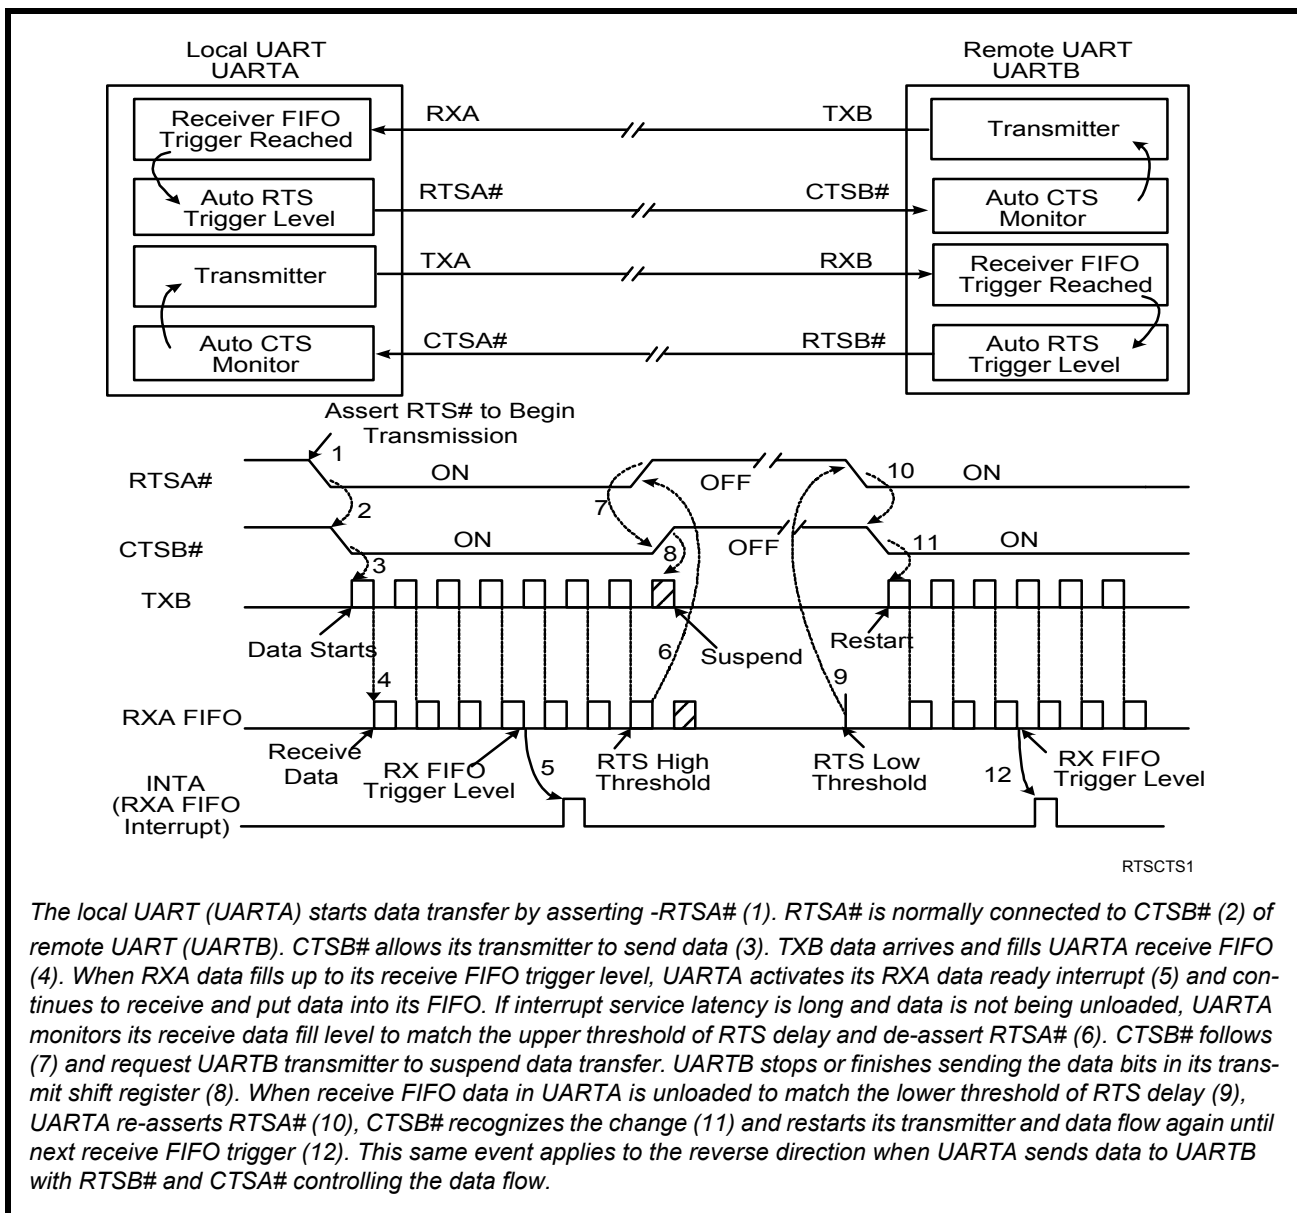 Local UART
UARTA
Remote UART
UARTB
Receiver FIFO
Trigger Reached
RXA
TXB
Transmitter
Auto RTS
Trigger Level
RTSA#
CTSB#
Auto CTS
Monitor
Transmitter
TXA
RXB
Receiver FIFO
Trigger Reached
Auto CTS
Monitor
CTSA#
RTSB#
Auto RTS
Trigger Level
Assert RTS# to Begin
Transmission
1
RTSA#
ON
OFF
10
ON
2
7
CTSB#
ON
8
OFF
11
ON
3
TXB
Data Starts
6
Suspend
Restart
4
9
RXA FIFO
Receive
Data
RX FIFO
Trigger Level
5
RTS High
Threshold
RTS Low
Threshold
12
RX FIFO
Trigger Level
INTA
(RXA FIFO
Interrupt)
RTSCTS1
The local UART (UARTA) starts data transfer by asserting -RTSA# (1). RTSA# is normally connected to CTSB# (2) of
remote UART (UARTB). CTSB# allows its transmitter to send data (3). TXB data arrives and fills UARTA receive FIFO
(4). When RXA data fills up to its receive FIFO trigger level, UARTA activates its RXA data ready interrupt (5) and con-
tinues to receive and put data into its FIFO. If interrupt service latency is long and data is not being unloaded, UARTA
monitors its receive data fill level to match the upper threshold of RTS delay and de-assert RTSA# (6). CTSB# follows
(7) and request UARTB transmitter to suspend data transfer. UARTB stops or finishes sending the data bits in its trans-
mit shift register (8). When receive FIFO data in UARTA is unloaded to match the lower threshold of RTS delay (9),
UARTA re-asserts RTSA# (10), CTSB# recognizes the change (11) and restarts its transmitter and data flow again until
next receive FIFO trigger (12). This same event applies to the reverse direction when UARTA sends data to UARTB
with RTSB# and CTSA# controlling the data flow.